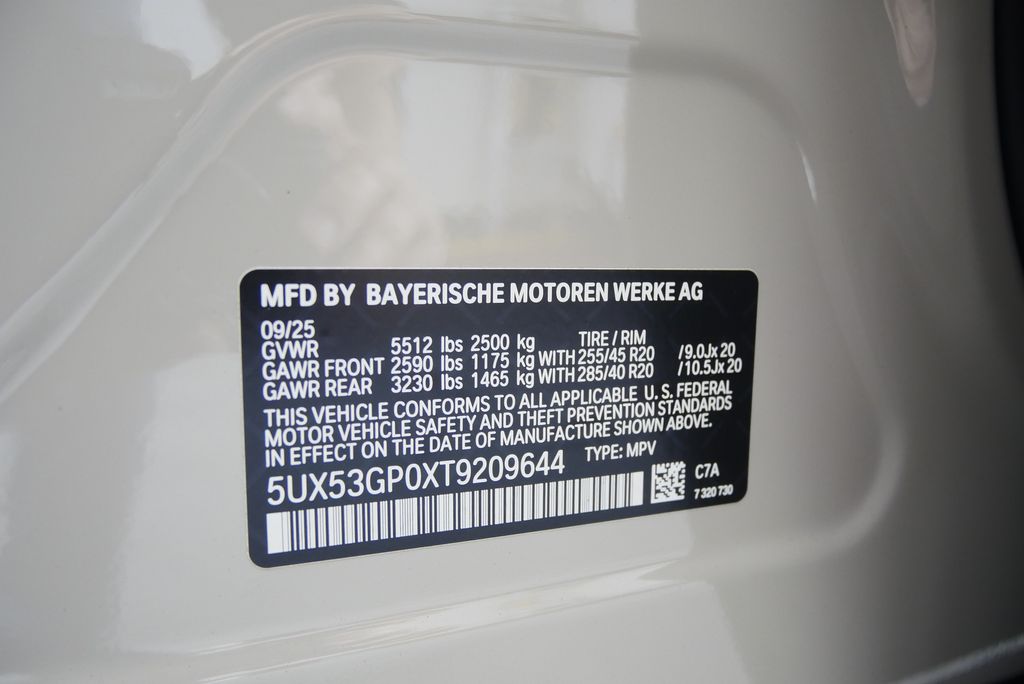 MFD BY BAYERISCHE MOTOREN WERKE AG
09/25 TIRE / RIM
GVWR 5512 lbs 2500 kg
GAWR FRONT 2590 lbs 1175 kg WITH 255/45 R20 /9.0Jx 20
GAWR REAR 3230 lbs 1465 kg WITH 285/40 R20 /10.5Jx 20
THIS VEHICLE CONFORMS TO ALL APPLICABLE U. S. FEDERAL
MOTOR VEHICLE SAFETY AND THEFT PREVENTION STANDARDS
IN EFFECT ON THE DATE OF MANUFACTURE SHOWN ABOVE.
5UX53GP0XT9209644 TYPE: MPV
C7A
7 320 730